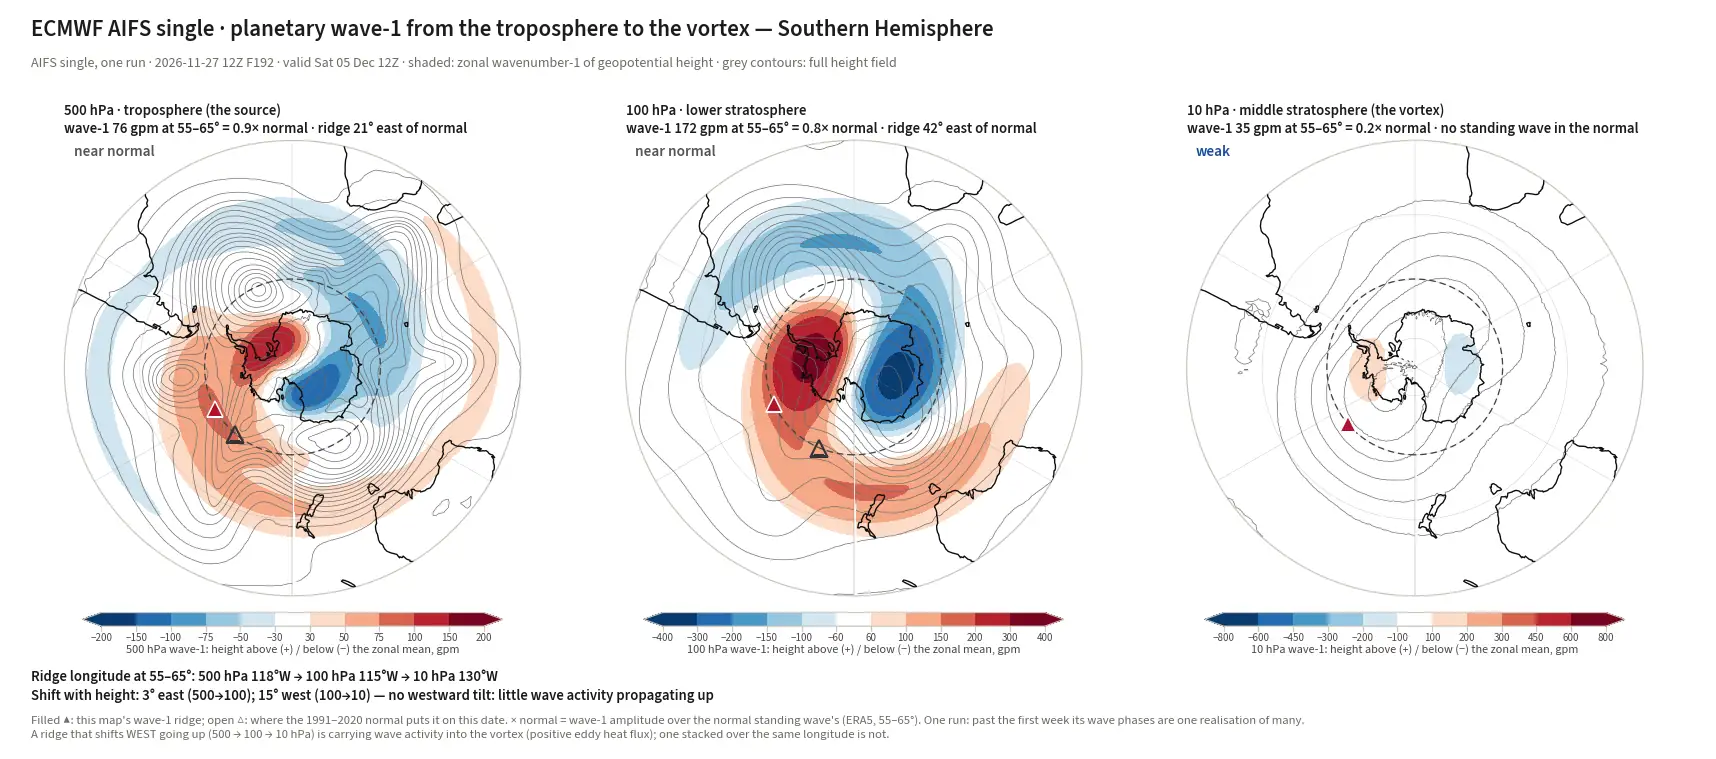 ECMWF AIFS single · planetary wave-1 from the troposphere to the vortex — Southern Hemisphere
AIFS single, one run · 2026-11-27 12Z F192 · valid Sat 05 Dec 12Z · shaded: zonal wavenumber-1 of geopotential height · grey contours: full height field
500 hPa · troposphere (the source)
wave-1 76 gpm at 55–65° = 0.9× normal · ridge 21° east of normal
near normal
100 hPa · lower stratosphere
wave-1 172 gpm at 55–65° = 0.8× normal · ridge 42° east of normal
near normal
10 hPa · middle stratosphere (the vortex)
wave-1 35 gpm at 55–65° = 0.2× normal · no standing wave in the normal
weak
−200 −150 −100 −75 −50 −30 30 50 75 100 150 200
500 hPa wave-1: height above (+) / below (−) the zonal mean, gpm
−400 −300 −200 −150 −100 −60 60 100 150 200 300 400
100 hPa wave-1: height above (+) / below (−) the zonal mean, gpm
−800 −600 −450 −300 −200 −100 100 200 300 450 600 800
10 hPa wave-1: height above (+) / below (−) the zonal mean, gpm
Ridge longitude at 55–65°: 500 hPa 118°W → 100 hPa 115°W → 10 hPa 130°W
Shift with height: 3° east (500→100); 15° west (100→10) — no westward tilt: little wave activity propagating up
Filled ▲: this map's wave-1 ridge; open △: where the 1991–2020 normal puts it on this date. × normal = wave-1 amplitude over the normal standing wave's (ERA5, 55–65°). One run: past the first week its wave phases are one realisation of many.
A ridge that shifts WEST going up (500 → 100 → 10 hPa) is carrying wave activity into the vortex (positive eddy heat flux); one stacked over the same longitude is not.